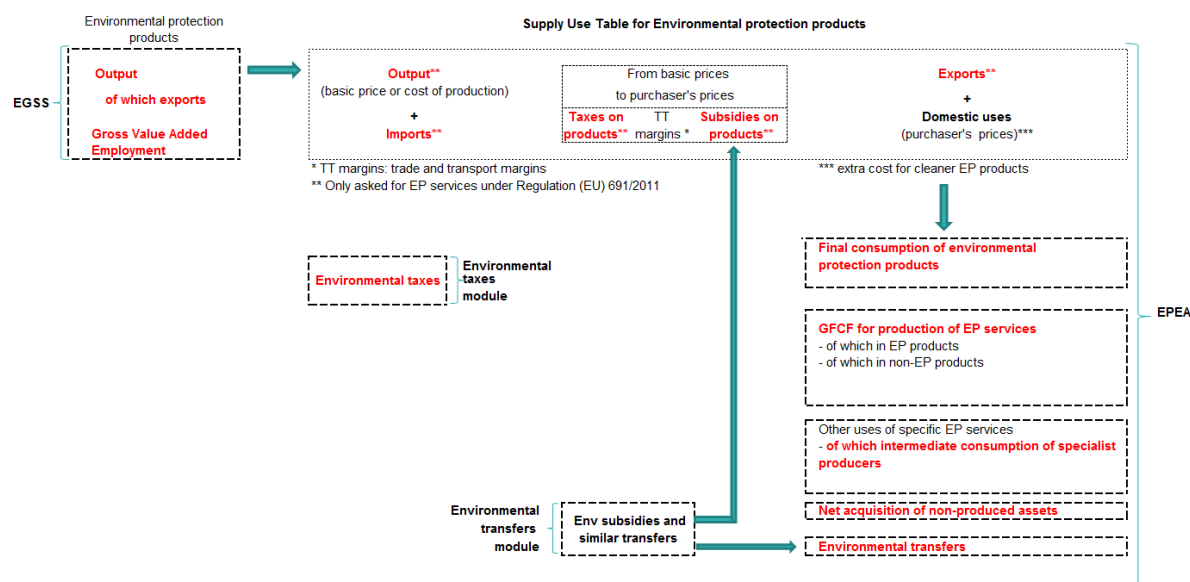 Supply Use Table for Environmental protection products
Environmental protection
products
EGSS
Output
of which exports
Gross Value Added
Employment
Output**
(basic price or cost of production)
+
Imports**
From basic prices
to purchaser's prices
Taxes on
products**
TT
margins *
Subsidies on
products**
Exports**
+
Domestic uses
(purchaser's prices)***
* TT margins: trade and transport margins
** Only asked for EP services under Regulation (EU) 691/2011
*** extra cost for cleaner EP products
Final consumption of environmental
protection products
Environmental taxes
Environmental
taxes
module
EPEA
GFCF for production of EP services
- of which in EP products
- of which in non-EP products
Other uses of specific EP services
- of which intermediate consumption of specialist
producers
Environmental
transfers
module
Env subsidies and
similar transfers
Net acquisition of non-produced assets
Environmental transfers